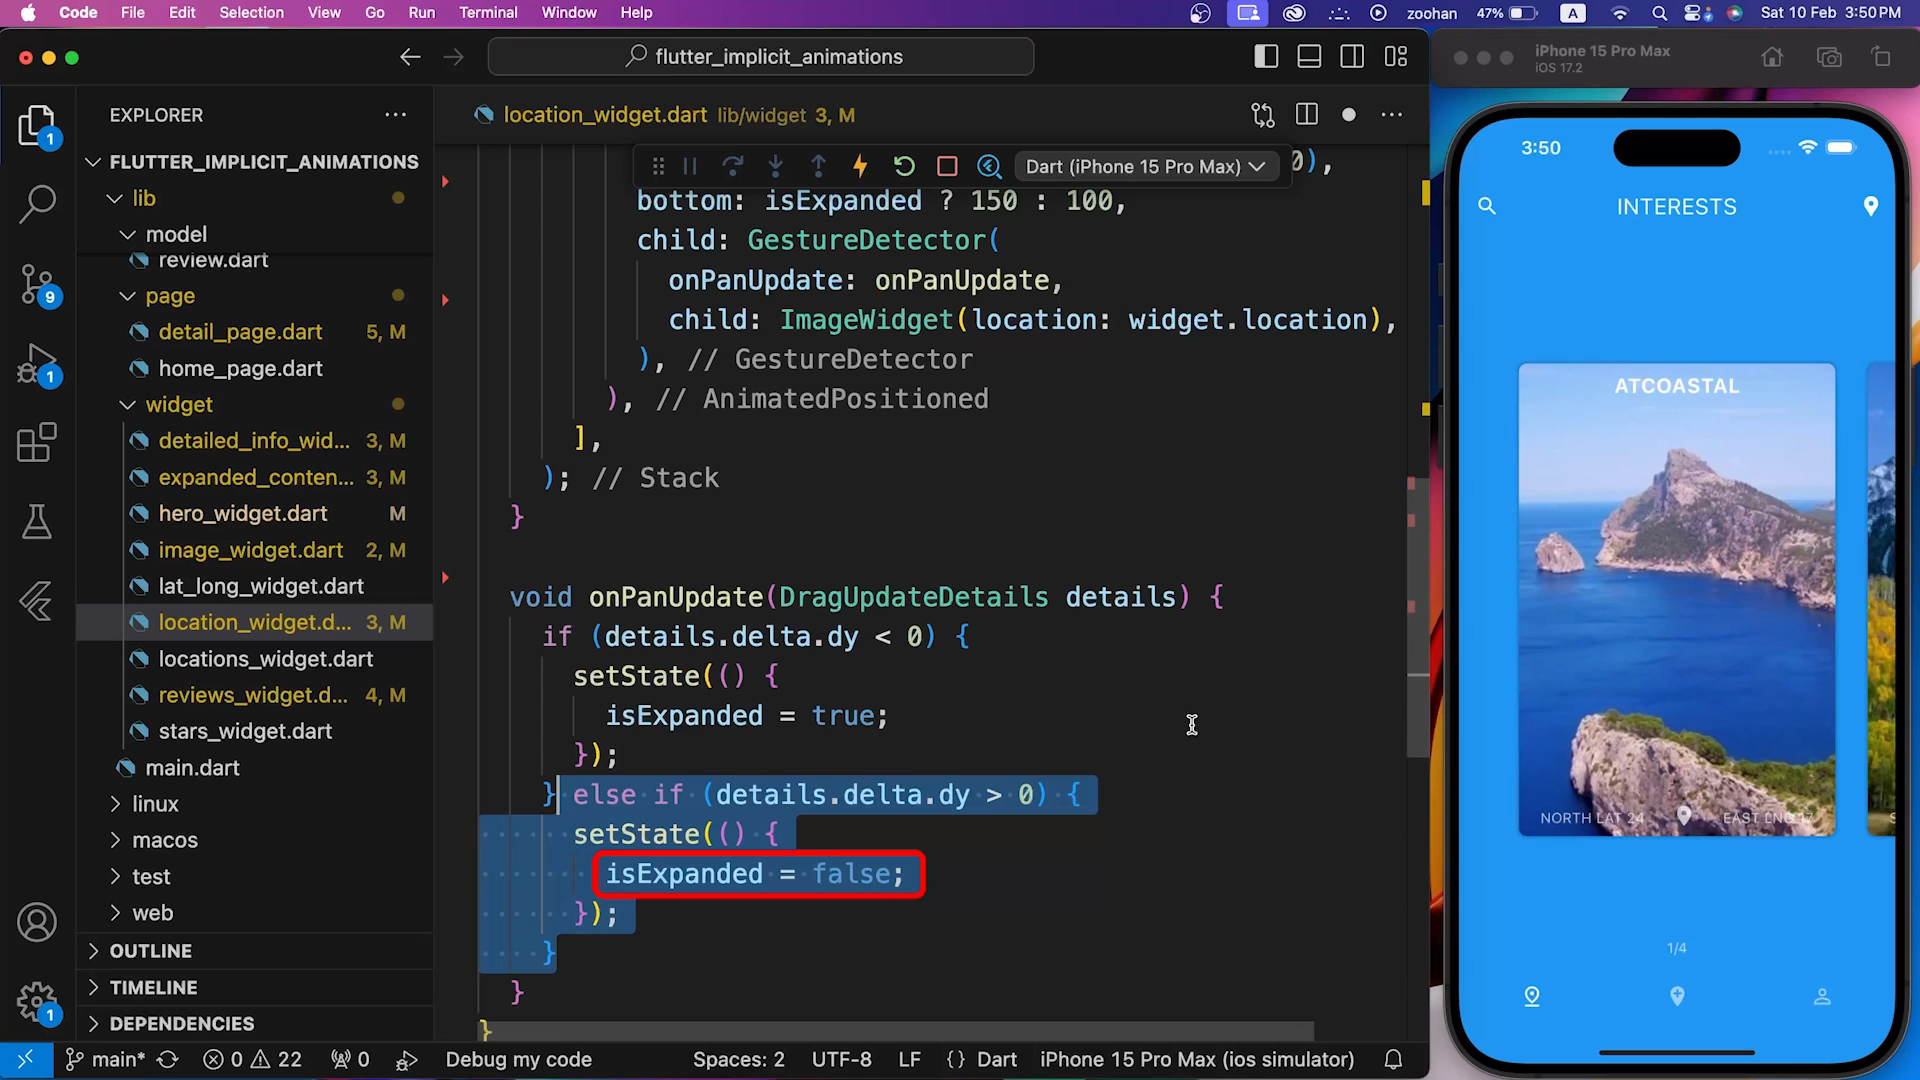 Code File Edit Selection View Go Run Terminal Window Help zoohan 47% A Sat 10 Feb 3:50 PM
flutter_implicit_animations
EXPLORER
FLUTTER_IMPLICIT_ANIMATIONS
lib
model
review.dart
page
detail_page.dart 5, M
home_page.dart
widget
detailed_info_wid... 3, M
expanded_conten... 3, M
hero_widget.dart M
image_widget.dart 2, M
lat_long_widget.dart
location_widget.d... 3, M
locations_widget.dart
reviews_widget.d... 4, M
stars_widget.dart
main.dart
linux
macos
test
web
OUTLINE
TIMELINE
DEPENDENCIES
1
9
1
1
location_widget.dart lib/widget 3, M
Dart (iPhone 15 Pro Max)
0),
bottom: isExpanded ? 150 : 100,
child: GestureDetector(
onPanUpdate: onPanUpdate,
child: ImageWidget(location: widget.location),
), // GestureDetector
), // AnimatedPositioned
],
); // Stack
}
void onPanUpdate(DragUpdateDetails details) {
if (details.delta.dy < 0) {
setState(() {
isExpanded = true;
});
} else if (details.delta.dy > 0) {
setState(() {
isExpanded = false;
});
}
}
}
main* 0 22 0 Debug my code Spaces: 2 UTF-8 LF {} Dart iPhone 15 Pro Max (ios simulator)
iPhone 15 Pro Max
iOS 17.2
3:50
INTERESTS
ATCOASTAL
NORTH LAT 24 EAST LNG 17
1/4